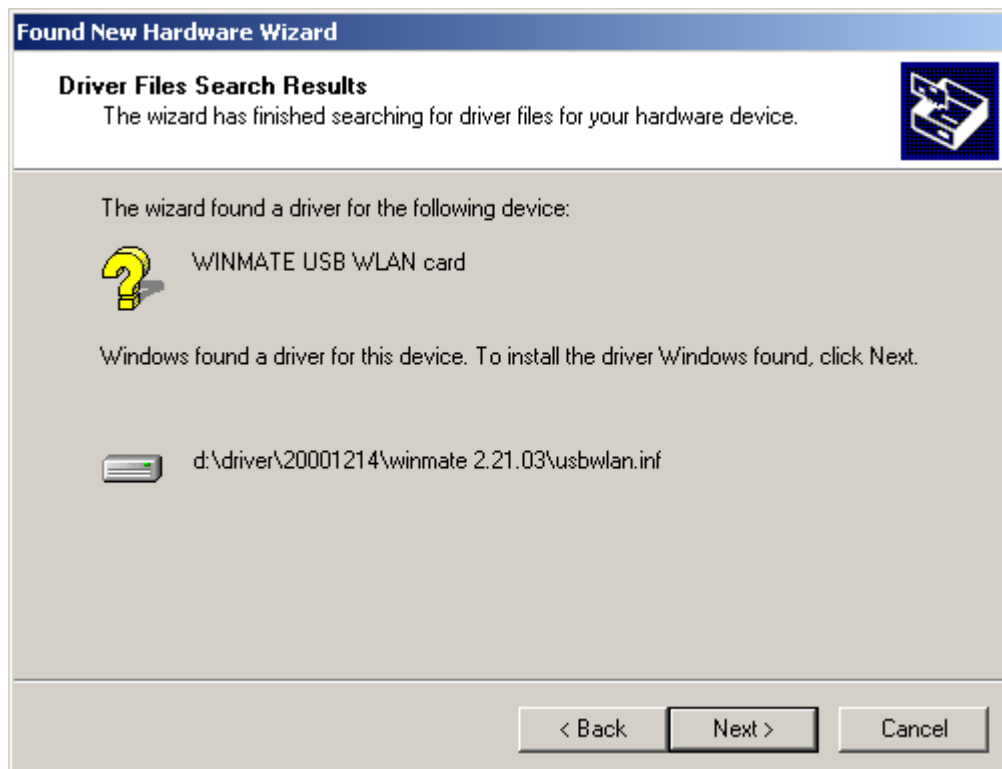 Found New Hardware Wizard
Driver Files Search Results
The wizard has finished searching for driver files for your hardware device.
The wizard found a driver for the following device:
WINMATE USB WLAN card
Windows found a driver for this device. To install the driver Windows found, click Next.
d:\driver\20001214\winmate 2.21.03\usbwlan.inf
< Back Next > Cancel